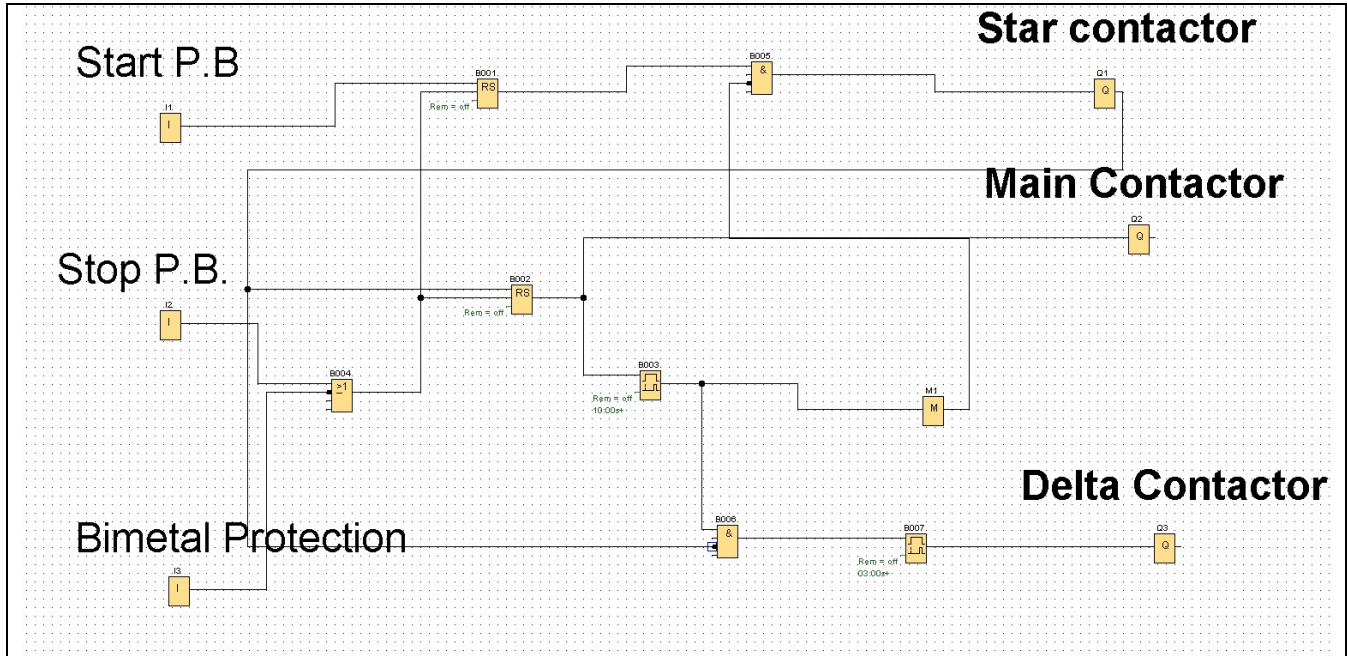 Star contactor
Start P.B
B001
RS
Rem = off
B005
&
Q1
Q
I1
I
Main Contactor
Q2
Q
Stop P.B.
I2
I
B002
RS
Rem = off
B004
>1
B003
Rem = off
10:00s+
M1
M
Delta Contactor
Bimetal Protection
I3
I
B006
&
B007
Rem = off
03:00s+
Q3
Q